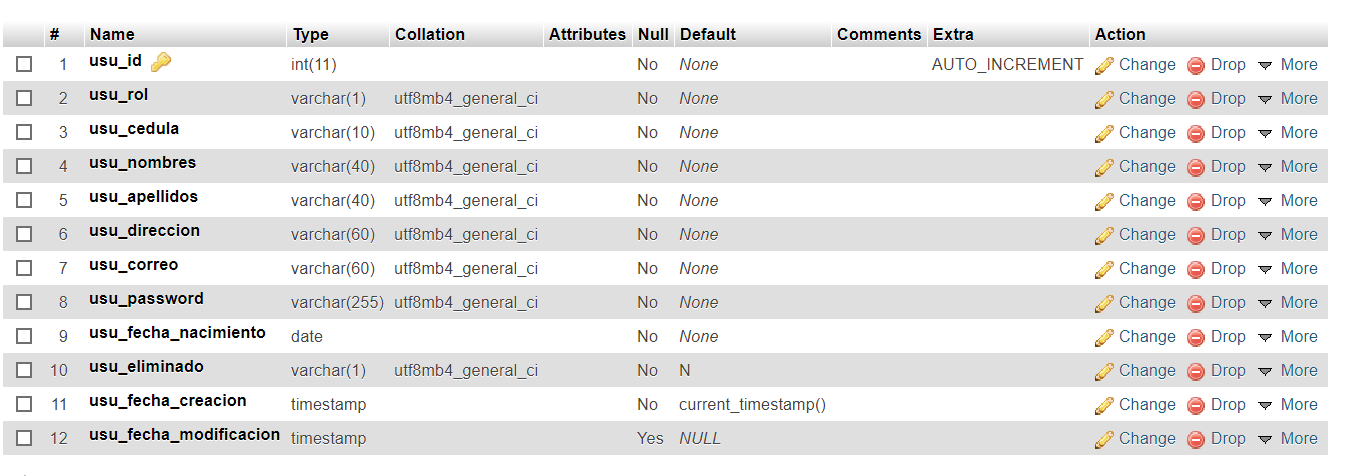 # Name Type Collation Attributes Null Default Comments Extra Action
1 usu_id int(11) No None AUTO_INCREMENT Change Drop More
2 usu_rol varchar(1) utf8mb4_general_ci No None Change Drop More
3 usu_cedula varchar(10) utf8mb4_general_ci No None Change Drop More
4 usu_nombres varchar(40) utf8mb4_general_ci No None Change Drop More
5 usu_apellidos varchar(40) utf8mb4_general_ci No None Change Drop More
6 usu_direccion varchar(60) utf8mb4_general_ci No None Change Drop More
7 usu_correo varchar(60) utf8mb4_general_ci No None Change Drop More
8 usu_password varchar(255) utf8mb4_general_ci No None Change Drop More
9 usu_fecha_nacimiento date No None Change Drop More
10 usu_eliminado varchar(1) utf8mb4_general_ci No N Change Drop More
11 usu_fecha_creacion timestamp No current_timestamp() Change Drop More
12 usu_fecha_modificacion timestamp Yes NULL Change Drop More